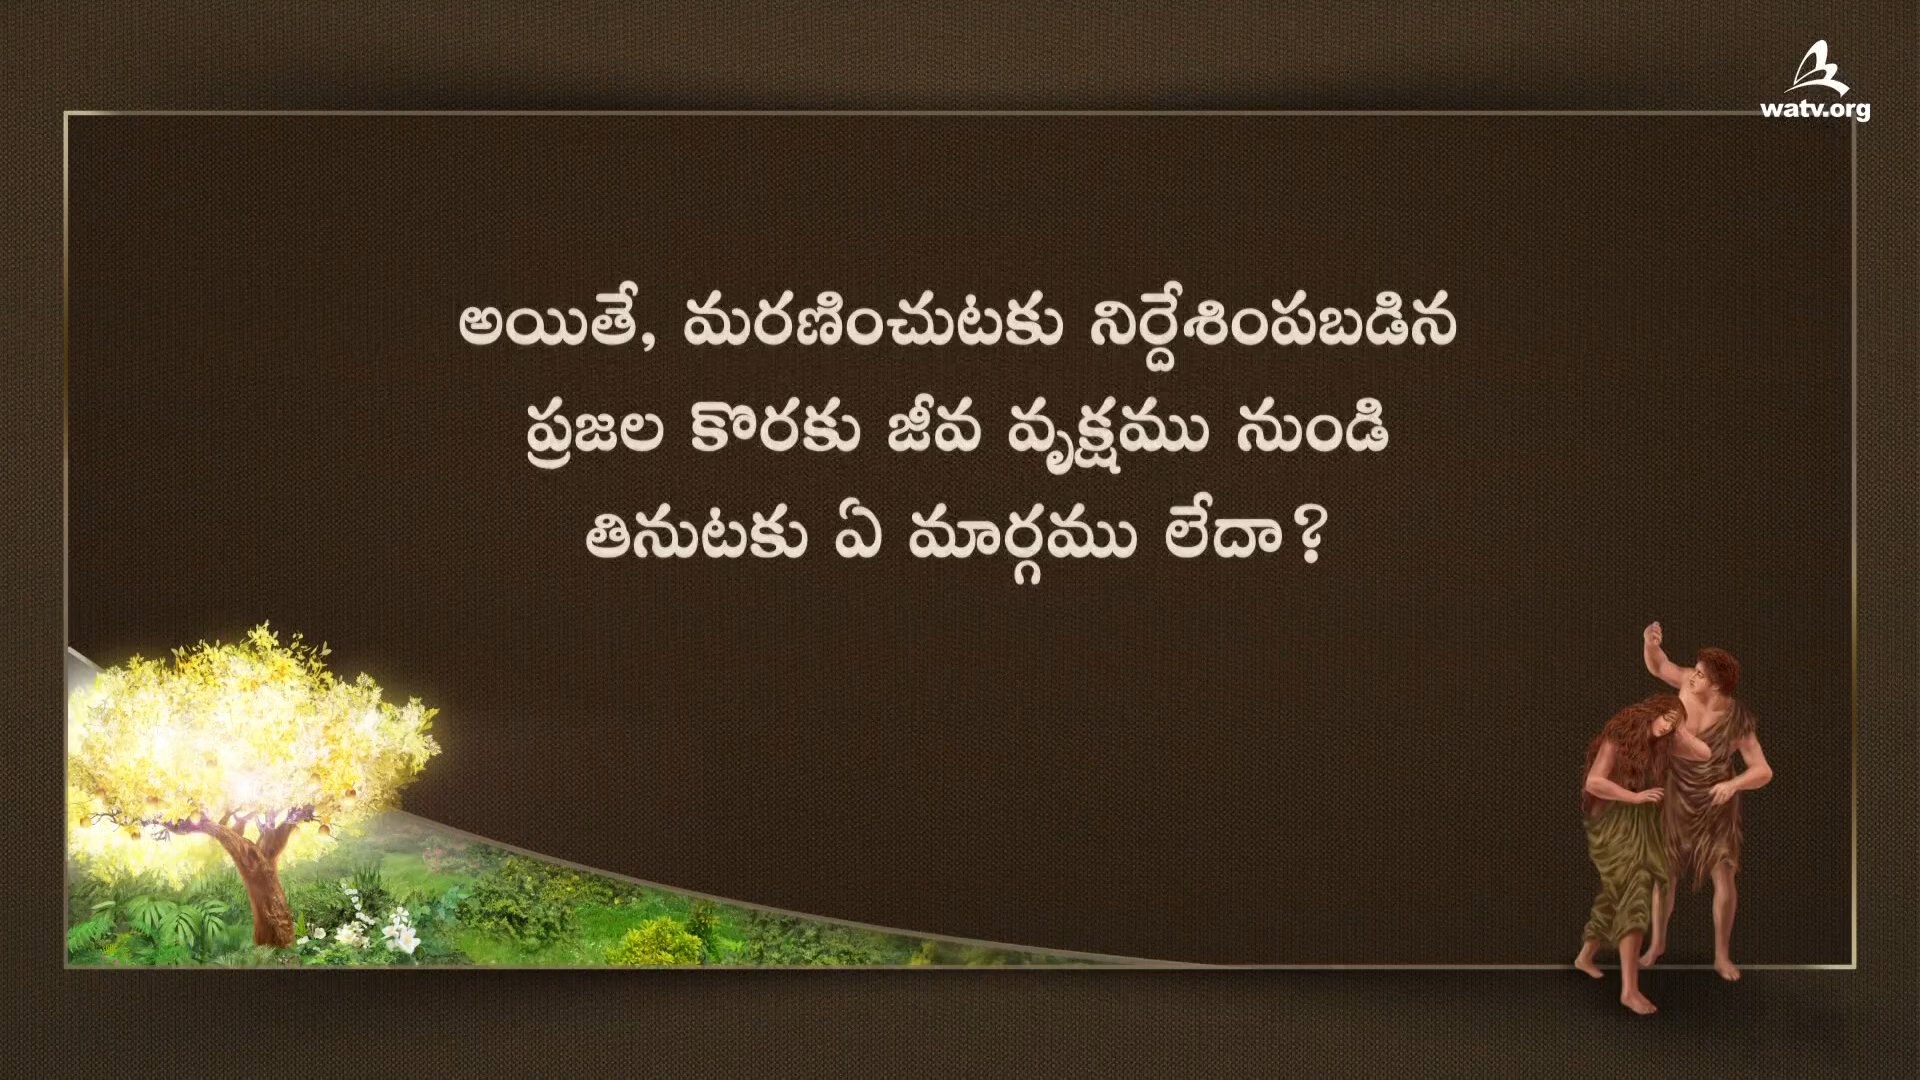 watv.org
అయితే, మరణించుటకు నిర్దేశింపబడిన
ప్రజల కొరకు జీవ వృక్షము నుండి
తినుటకు ఏ మార్గము లేదా?